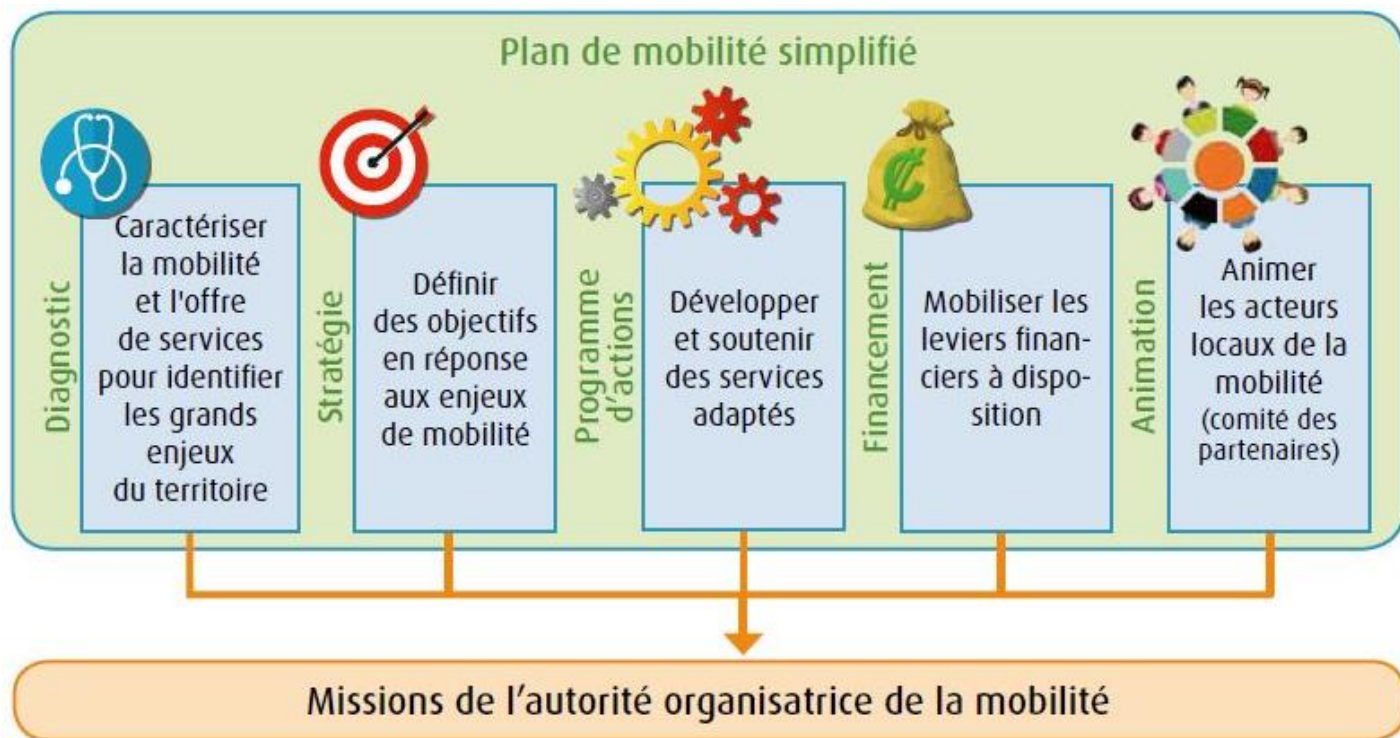 Plan de mobilité simplifié
Diagnostic
Caractériser
la mobilité
et l'offre
de services
pour identifier
les grands
enjeux
du territoire
Stratégie
Définir
des objectifs
en réponse
aux enjeux
de mobilité
Programme
d'actions
Développer
et soutenir
des services
adaptés
Financement
Mobiliser les
leviers finan-
ciers à dispo-
sition
Animation
Animer
les acteurs
locaux de la
mobilité
(comité des
partenaires)
Missions de l'autorité organisatrice de la mobilité